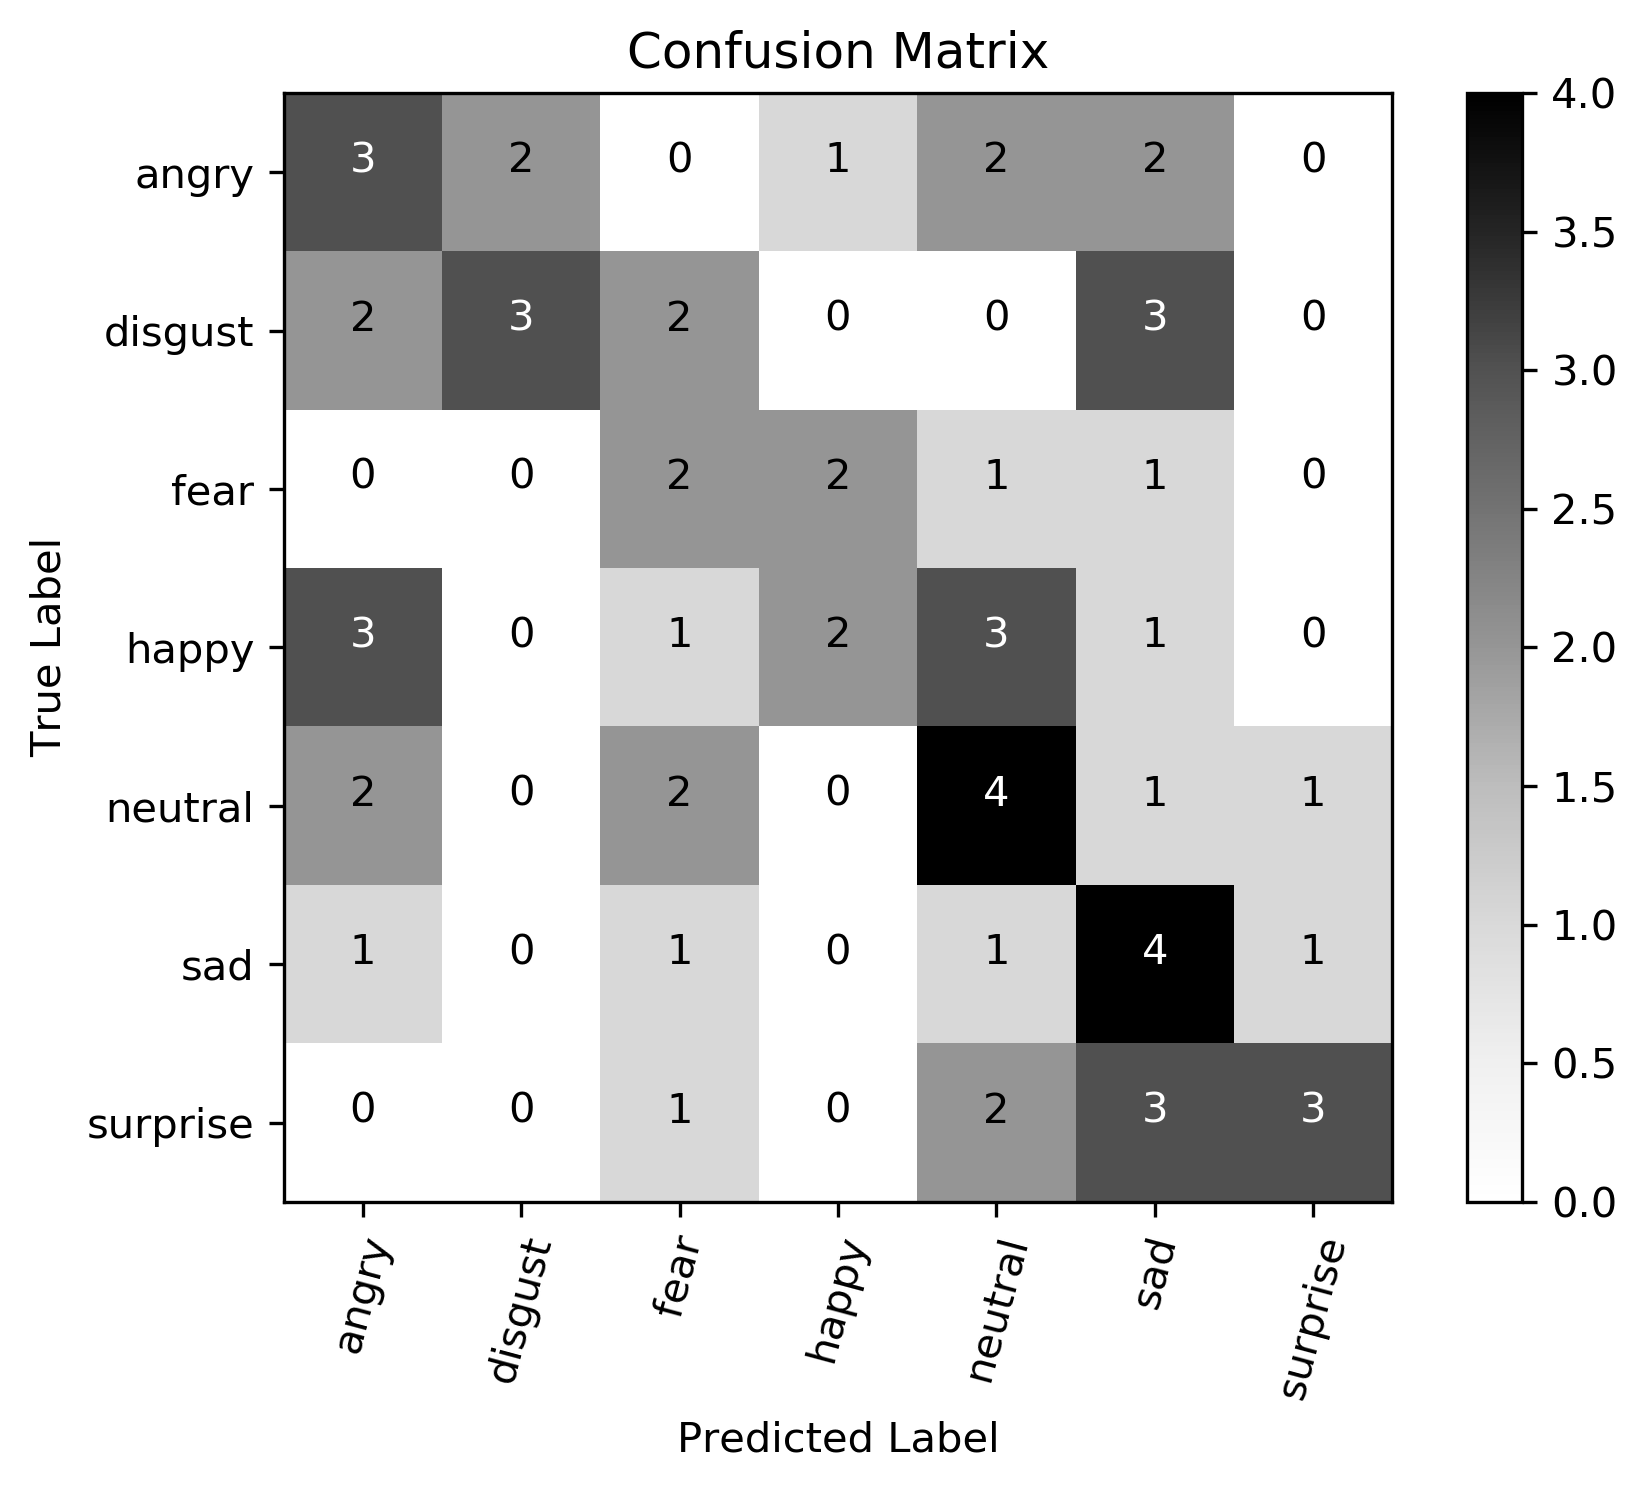 Confusion Matrix
angry 3 2 0 1 2 2 0
disgust 2 3 2 0 0 3 0
fear 0 0 2 2 1 1 0
happy 3 0 1 2 3 1 0
neutral 2 0 2 0 4 1 1
sad 1 0 1 0 1 4 1
surprise 0 0 1 0 2 3 3
angry disgust fear happy neutral sad surprise
True Label
Predicted Label
4.0
3.5
3.0
2.5
2.0
1.5
1.0
0.5
0.0